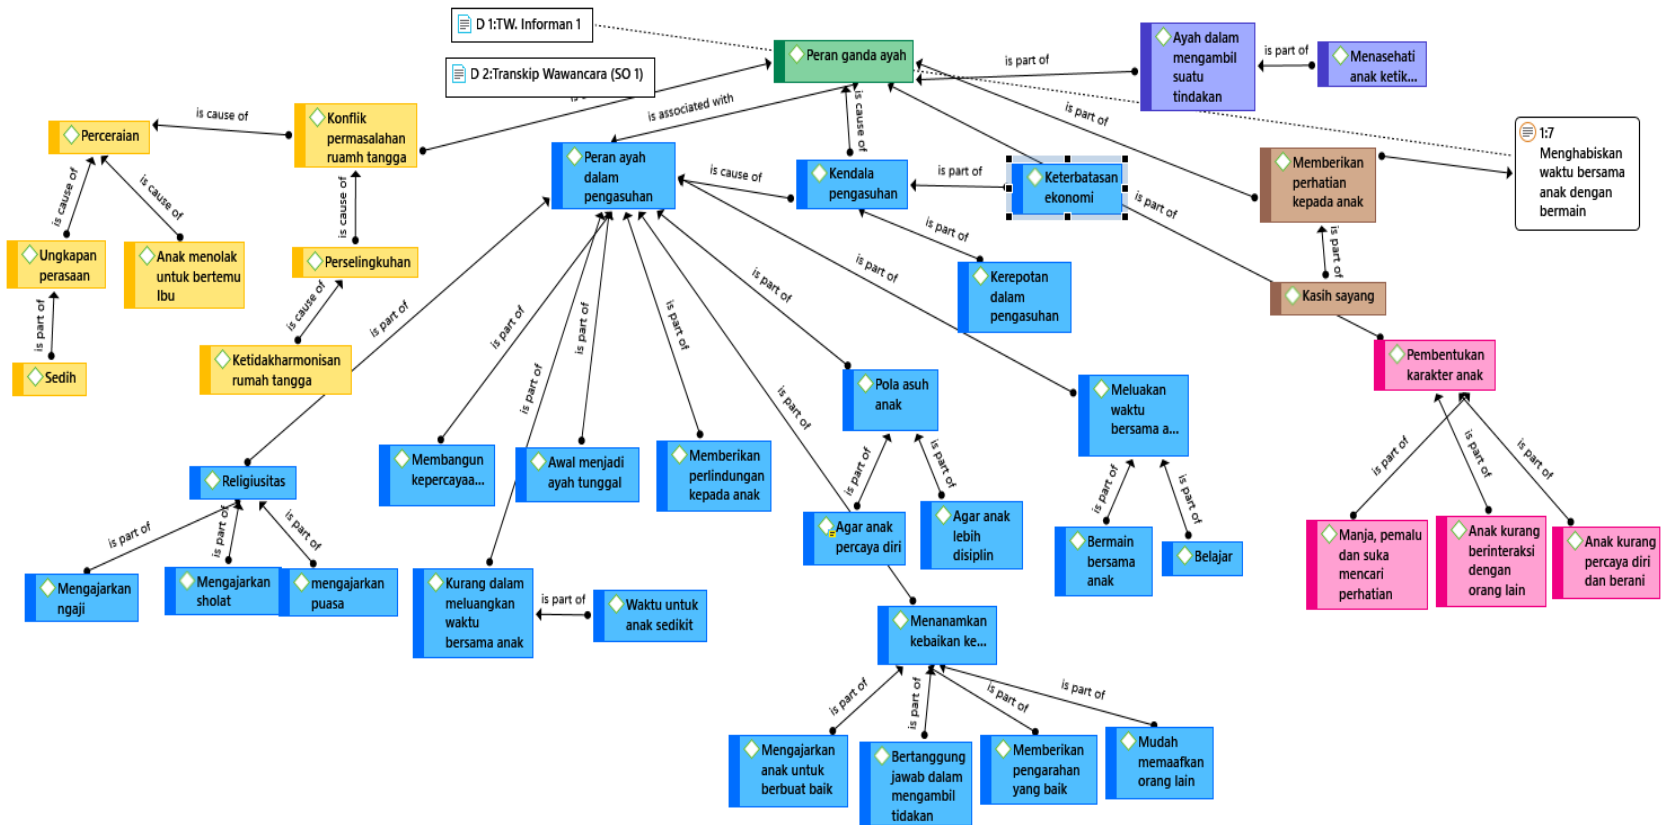 D 1:TW. Informan 1
D 2:Transkip Wawancara (SO 1)
Peran ganda ayah
Ayah dalam
mengambil
suatu
tindakan
is part of
Menasehati
anak ketik...
is part of
1:7
Menghabiskan
waktu bersama
anak dengan
bermain
is part of
Memberikan
perhatian
kepada anak
is part of
Kasih sayang
is part of
Pembentukan
karakter anak
is part of
is part of
is part of
Manja, pemalu
dan suka
mencari
perhatian
Anak kurang
berinteraksi
dengan
orang lain
Anak kurang
percaya diri
dan berani
Konflik
permasalahan
ruamh tangga
is cause of
Perceraian
is cause of
is cause of
Ungkapan
perasaan
Anak menolak
untuk bertemu
Ibu
is part of
Sedih
is cause of
Perselingkuhan
is cause of
Ketidakharmonisan
rumah tangga
is associated with
is cause of
Peran ayah
dalam
pengasuhan
is cause of
Kendala
pengasuhan
is part of
Keterbatasan
ekonomi
is part of
Kerepotan
dalam
pengasuhan
is part of
is part of
is part of
is part of
is part of
is part of
is part of
is part of
Religiusitas
is part of
is part of
is part of
Mengajarkan
ngaji
Mengajarkan
sholat
mengajarkan
puasa
Membangun
kepercayaa...
Awal menjadi
ayah tunggal
Memberikan
perlindungan
kepada anak
Kurang dalam
meluangkan
waktu
bersama anak
is part of
Waktu untuk
anak sedikit
Pola asuh
anak
is part of
is part of
Agar anak
percaya diri
Agar anak
lebih
disiplin
Meluakan
waktu
bersama a...
is part of
is part of
Bermain
bersama
anak
Belajar
Menanamkan
kebaikan ke...
is part of
is part of
is part of
is part of
Mengajarkan
anak untuk
berbuat baik
Bertanggung
jawab dalam
mengambil
tidakan
Memberikan
pengarahan
yang baik
Mudah
memaafkan
orang lain